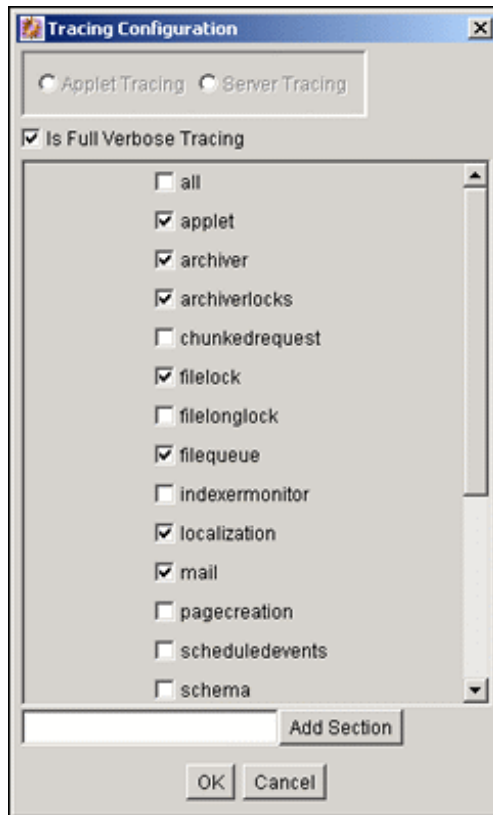 Tracing Configuration
Applet Tracing Server Tracing
Is Full Verbose Tracing
all
applet
archiver
archiverlocks
chunkedrequest
filelock
filelonglock
filequeue
indexermonitor
localization
mail
pagecreation
scheduledevents
schema
Add Section
OK Cancel